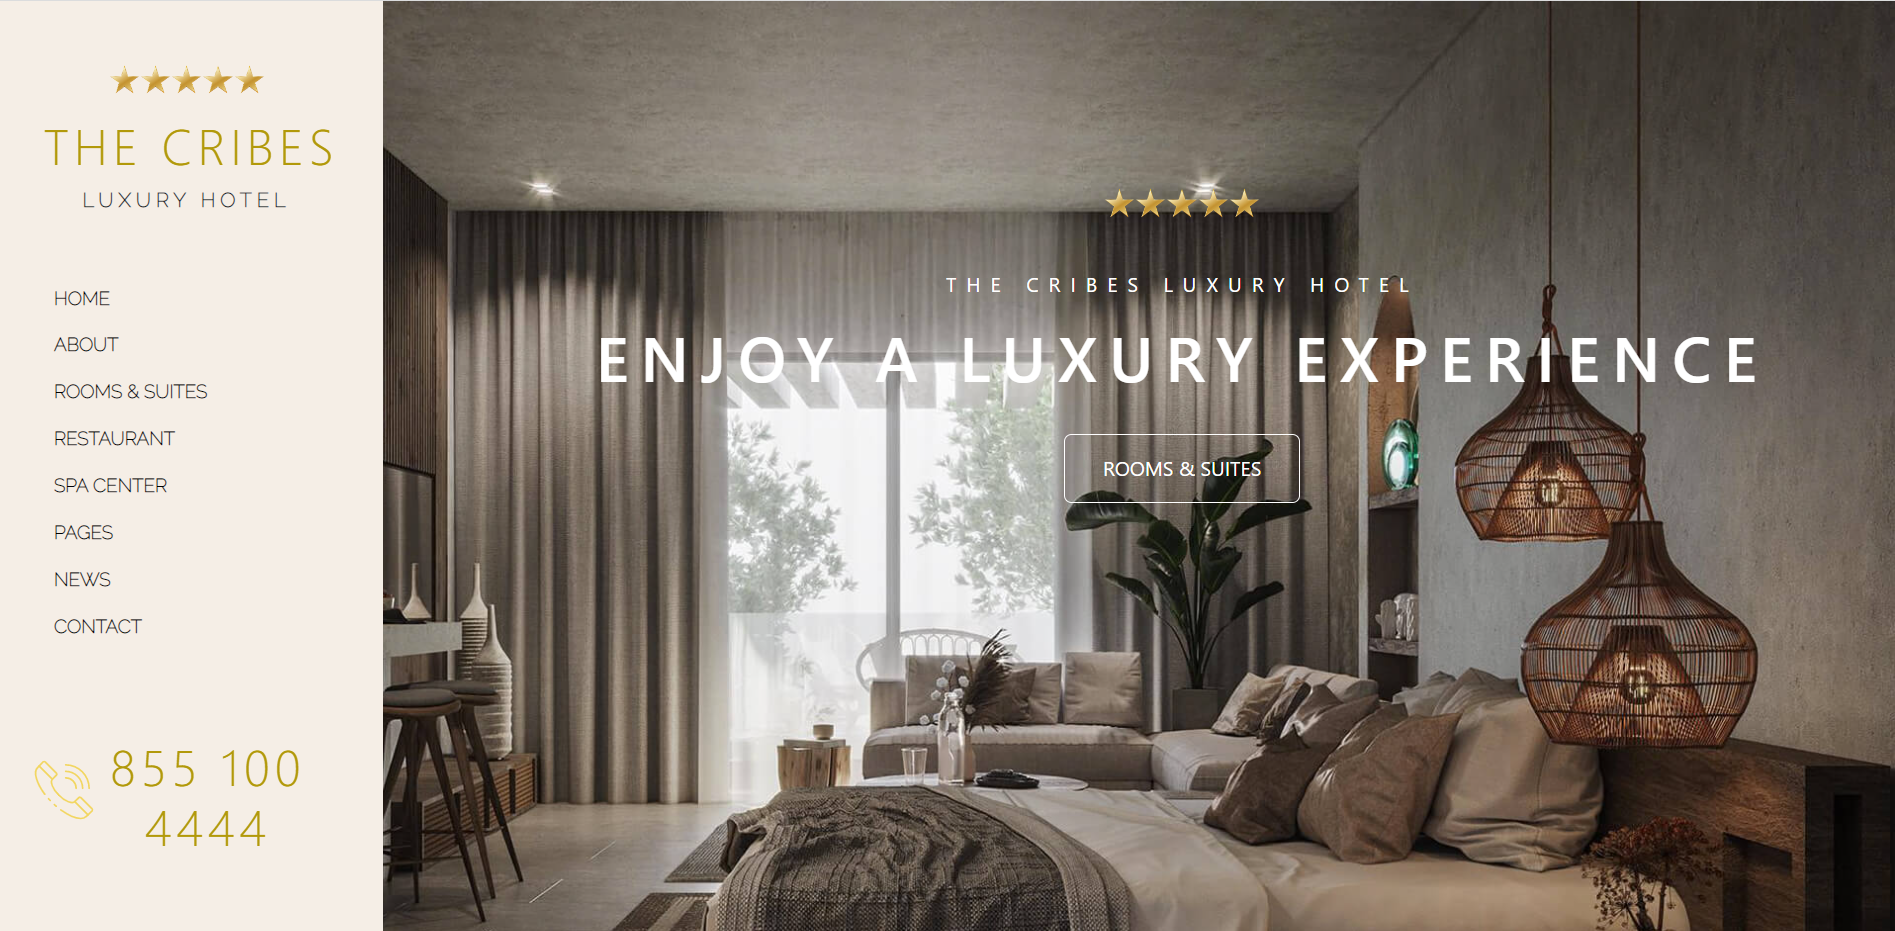 THE CRIBES
LUXURY HOTEL
HOME
ABOUT
ROOMS & SUITES
RESTAURANT
SPA CENTER
PAGES
NEWS
CONTACT
855 100
4444
THE CRIBES LUXURY HOTEL
ENJOY A LUXURY EXPERIENCE
ROOMS & SUITES